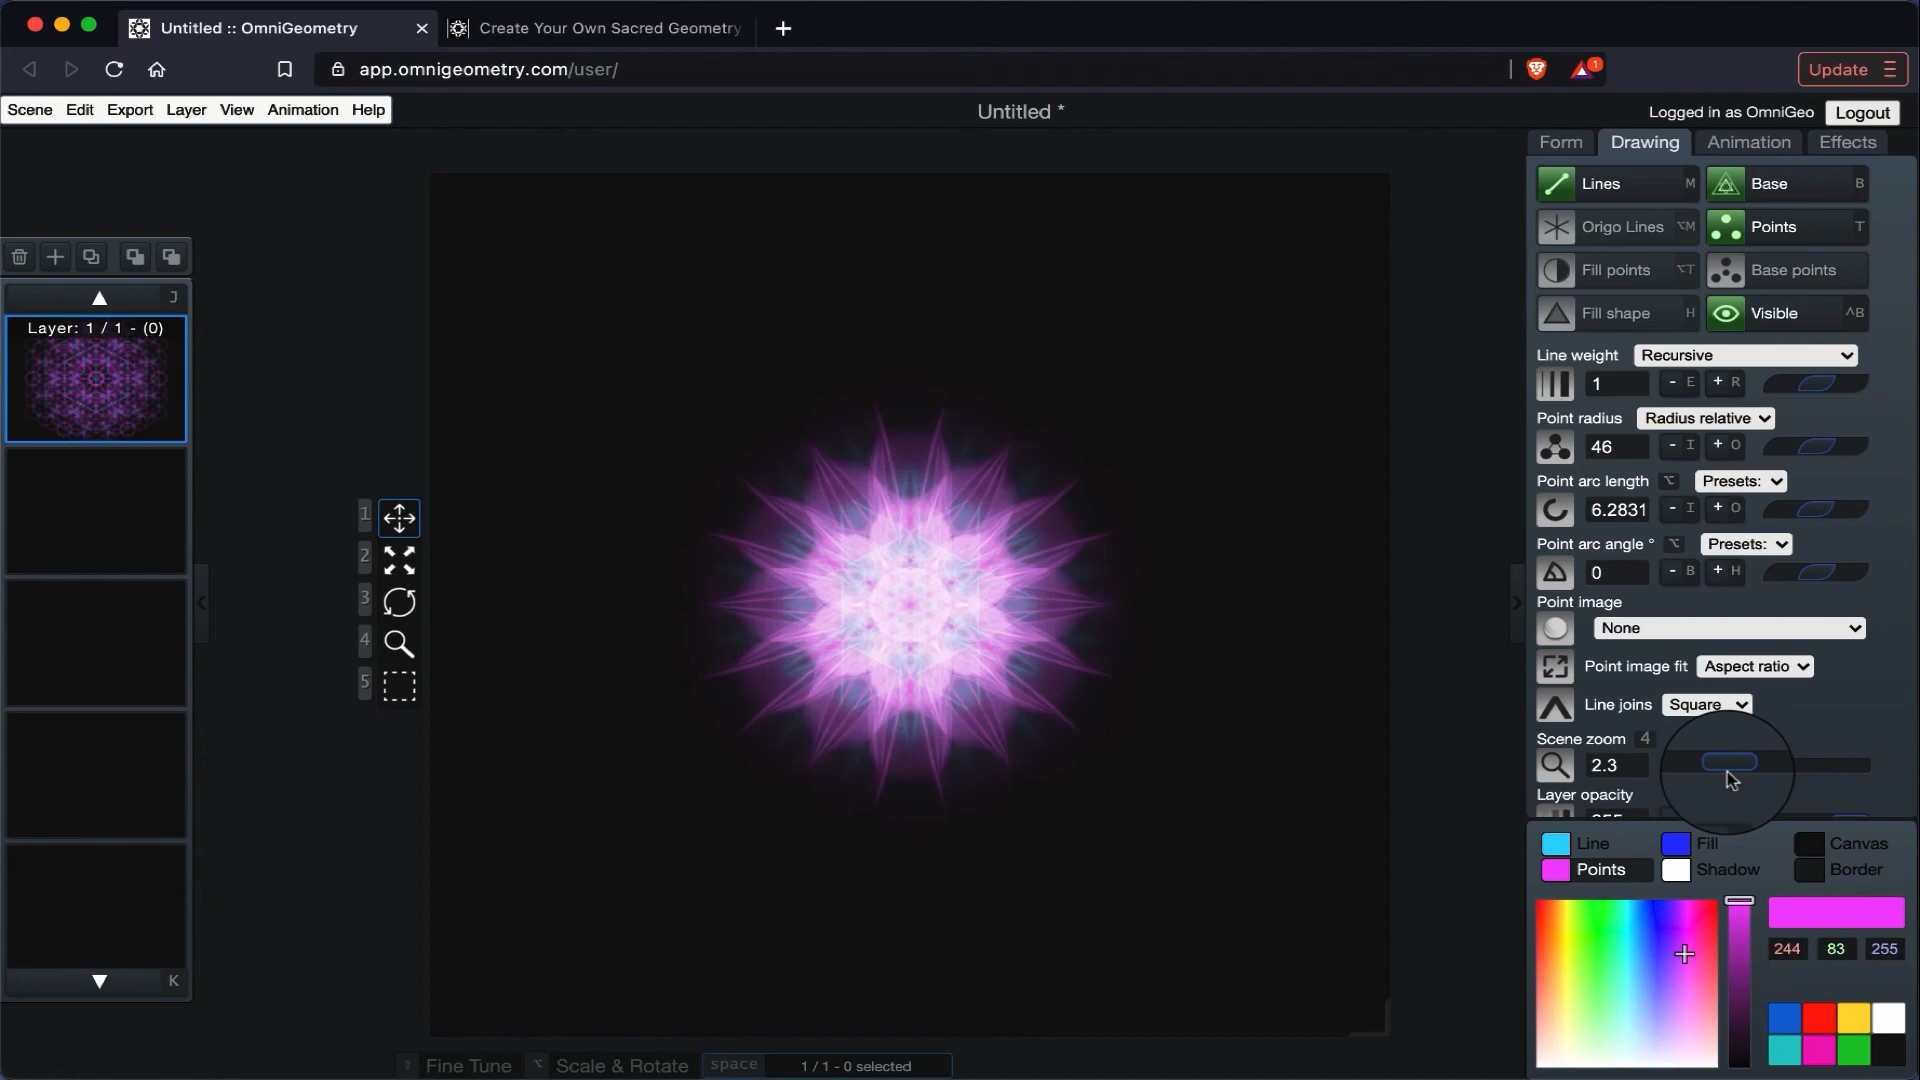 Untitled :: OmniGeometry
Create Your Own Sacred Geometry
app.omnigeometry.com/user/
1
Update
Scene Edit Export Layer View Animation Help
Untitled *
Logged in as OmniGeo
Logout
Form Drawing Animation Effects
Lines M
Base B
Origo Lines ⌥M
Points T
Fill points ⌥T
Base points
Fill shape H
Visible ^B
Line weight Recursive
1 - E + R
Point radius Radius relative
46 - I + O
Point arc length ⌥ Presets:
6.2831 - I + O
Point arc angle ° ⌥ Presets:
0 - B + H
Point image
None
Point image fit Aspect ratio
Line joins Square
Scene zoom 4
2.3
Layer opacity
Line Fill Canvas
Points Shadow Border
244 83 255
J
Layer: 1 / 1 - (0)
K
1
2
3
4
5
⇧ Fine Tune ⌥ Scale & Rotate space 1 / 1 - 0 selected